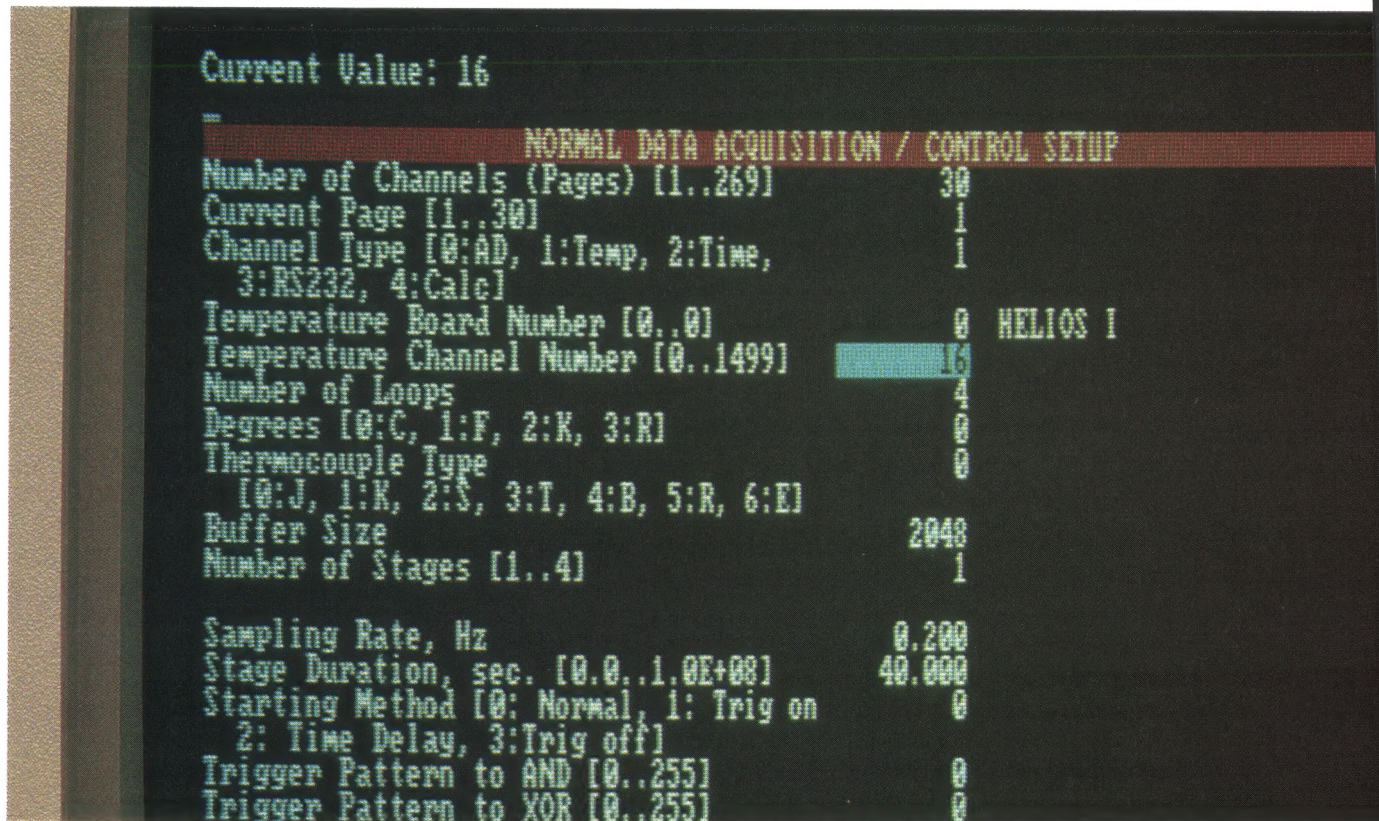 Current Value: 16
NORMAL DATA ACQUISITION / CONTROL SETUP
Number of Channels (Pages) [1..269] 30
Current Page [1..30] 1
Channel Type [0:AD, 1:Temp, 2:Time, 1
3:RS232, 4:Calc]
Temperature Board Number [0..0] 0 HELIOS I
Temperature Channel Number [0..1499] 16
Number of Loops 4
Degrees [0:C, 1:F, 2:K, 3:R] 0
Thermocouple Type 0
[0:J, 1:K, 2:S, 3:T, 4:B, 5:R, 6:E]
Buffer Size 2048
Number of Stages [1..4] 1
Sampling Rate, Hz 0.200
Stage Duration, sec. [0.0..1.0E+08] 40.000
Starting Method [0: Normal, 1: Trig on 0
2: Time Delay, 3:Trig off]
Trigger Pattern to AND [0..255] 0
Trigger Pattern to XOR [0..255] 0